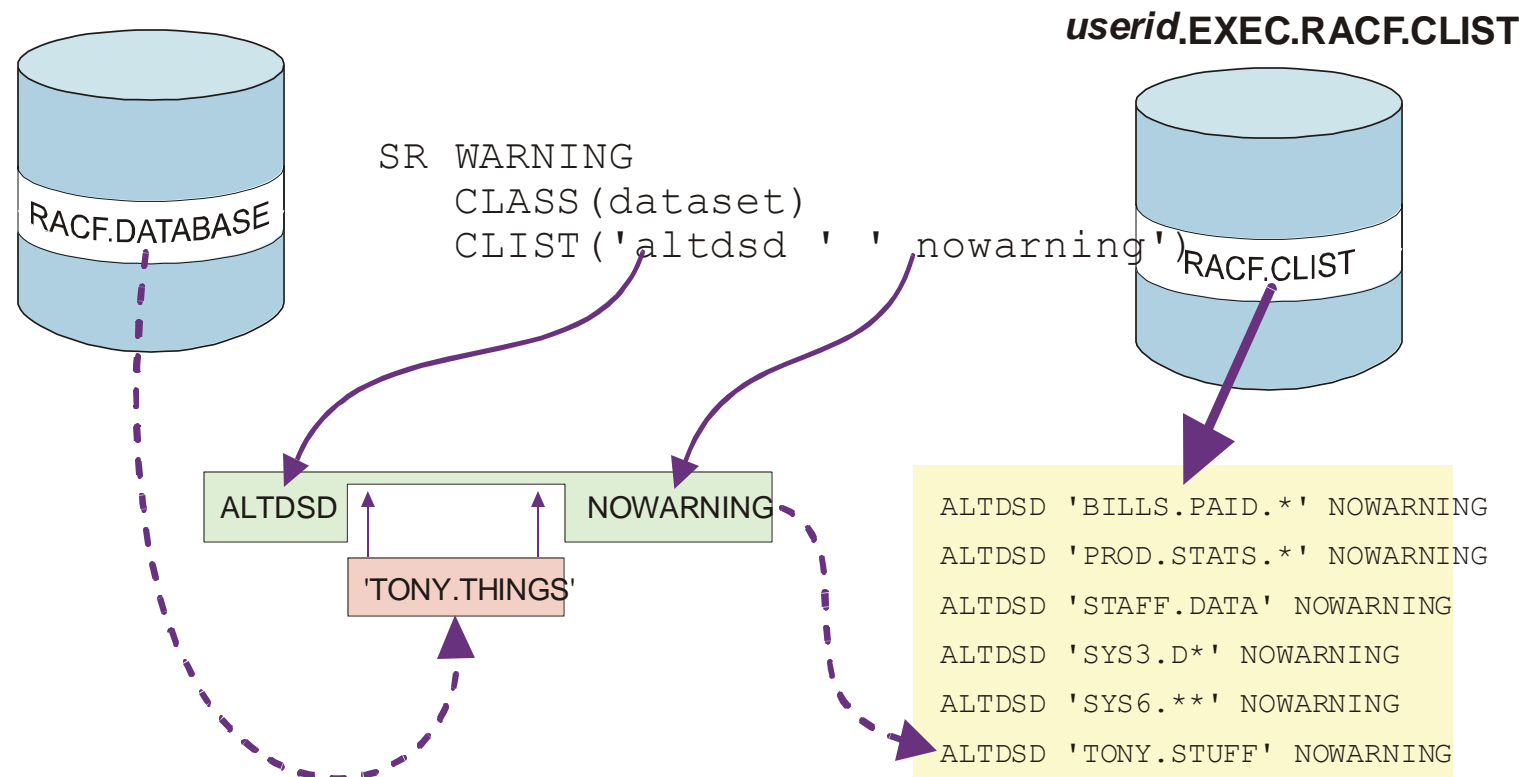 userid.EXEC.RACF.CLIST
SR WARNING
CLASS(dataset)
CLIST('altdsd ' ' nowarning')
RACF.DATABASE
RACF.CLIST
ALTDSD
NOWARNING
'TONY.THINGS'
ALTDSD 'BILLS.PAID.*' NOWARNING
ALTDSD 'PROD.STATS.*' NOWARNING
ALTDSD 'STAFF.DATA' NOWARNING
ALTDSD 'SYS3.D*' NOWARNING
ALTDSD 'SYS6.**' NOWARNING
ALTDSD 'TONY.STUFF' NOWARNING